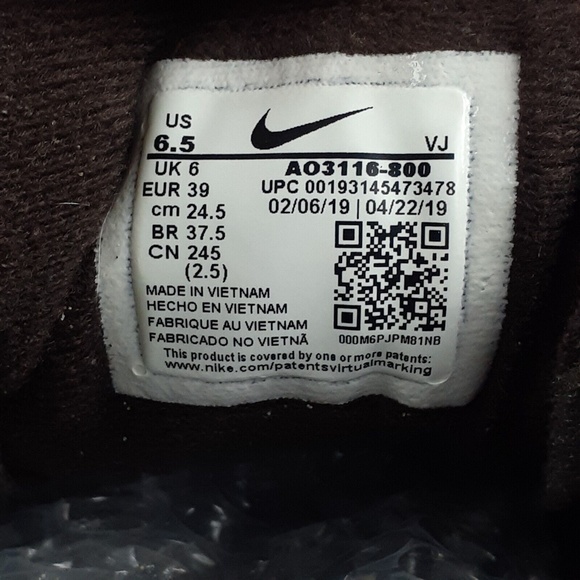 US
6.5
VJ
UK 6
EUR 39
cm 24.5
BR 37.5
CN 245
(2.5)
AO3116-800
UPC 00193145473478
02/06/19 | 04/22/19
000M6PJPM81NB
MADE IN VIETNAM
HECHO EN VIETNAM
FABRIQUE AU VIETNAM
FABRICADO NO VIETNÃ
This product is covered by one or more patents:
www.nike.com/patentsvirtualmarking